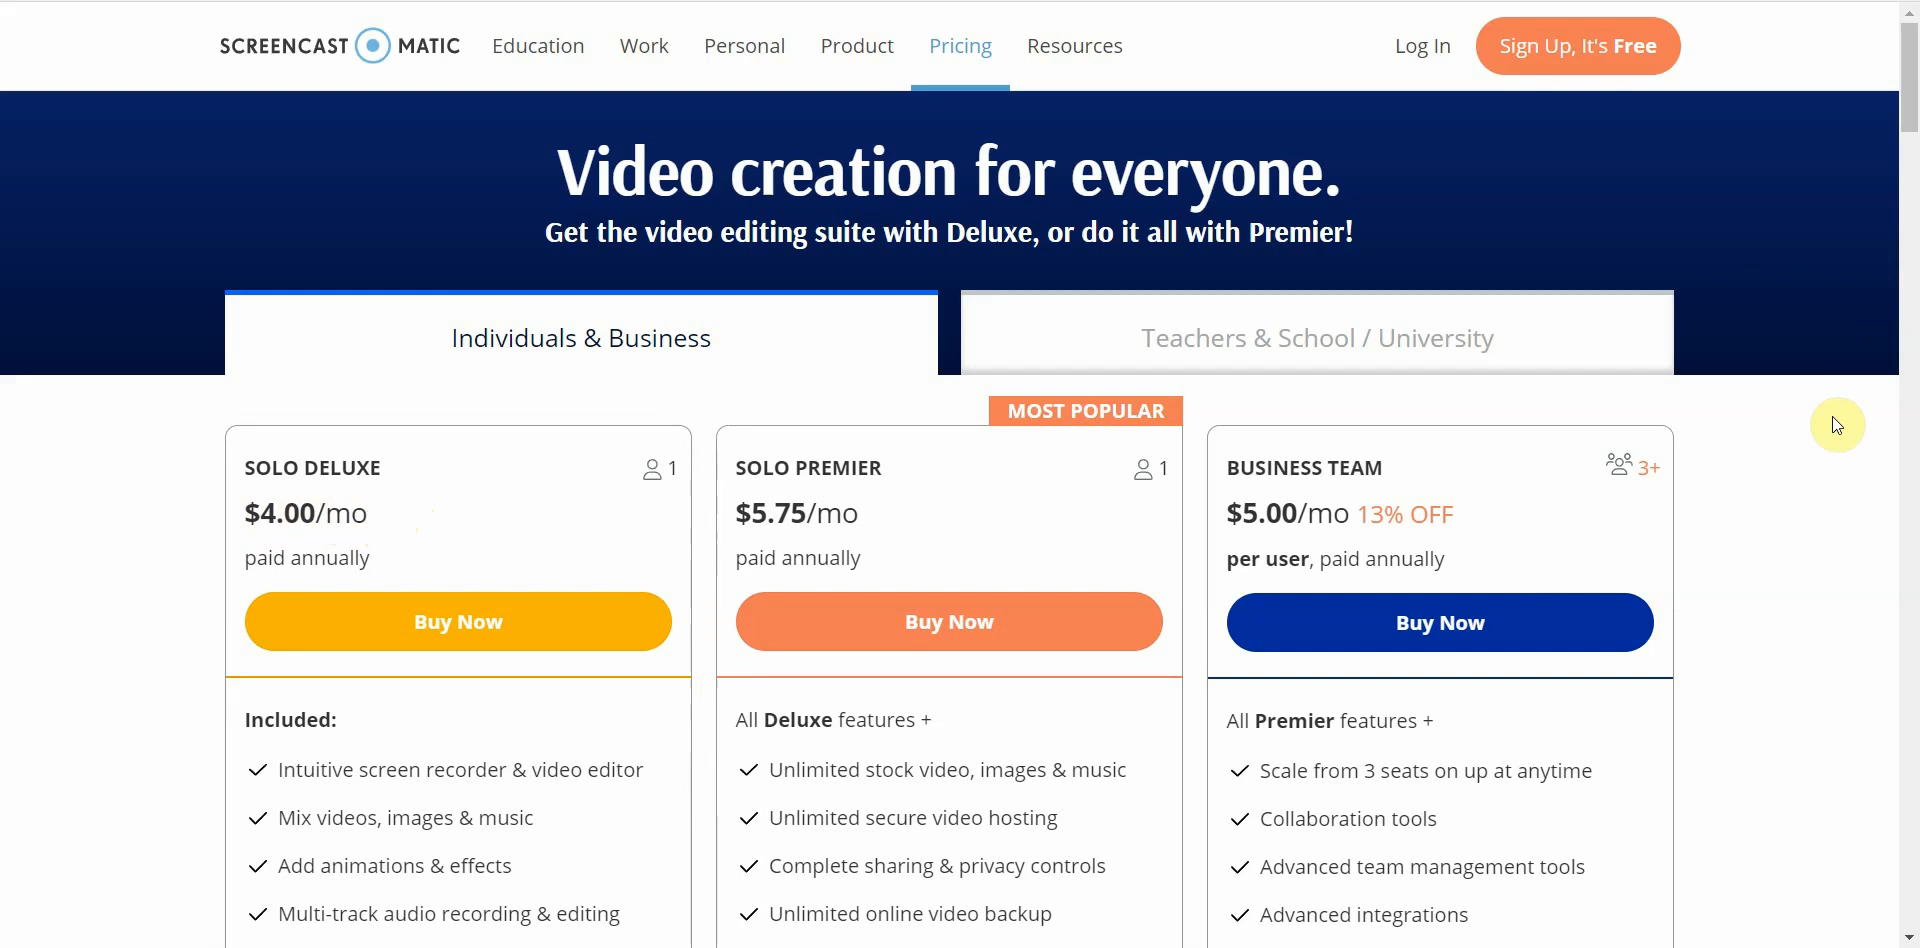 SCREENCAST MATIC Education Work Personal Product Pricing Resources Log In Sign Up, It's Free
Video creation for everyone.
Get the video editing suite with Deluxe, or do it all with Premier!
Individuals & Business
Teachers & School / University
MOST POPULAR
SOLO DELUXE 1
$4.00/mo
paid annually
Buy Now
Included:
Intuitive screen recorder & video editor
Mix videos, images & music
Add animations & effects
Multi-track audio recording & editing
SOLO PREMIER 1
$5.75/mo
paid annually
Buy Now
All Deluxe features +
Unlimited stock video, images & music
Unlimited secure video hosting
Complete sharing & privacy controls
Unlimited online video backup
BUSINESS TEAM 3+
$5.00/mo 13% OFF
per user, paid annually
Buy Now
All Premier features +
Scale from 3 seats on up at anytime
Collaboration tools
Advanced team management tools
Advanced integrations